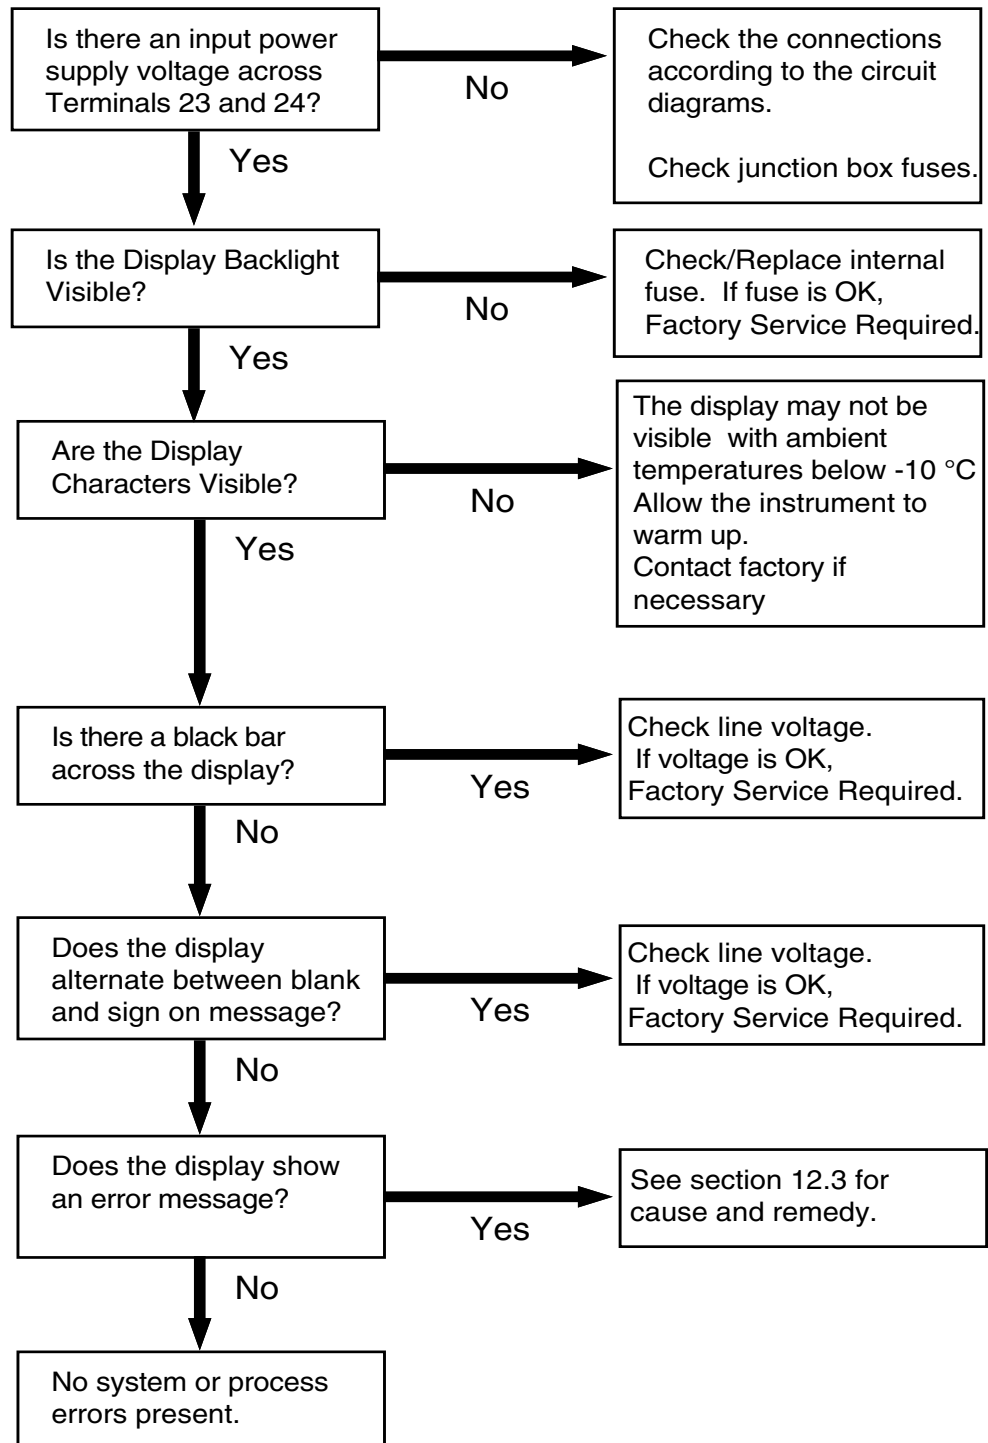 Is there an input power
supply voltage across
Terminals 23 and 24?
No
Check the connections
according to the circuit
diagrams.
Check junction box fuses.
Yes
Is the Display Backlight
Visible?
No
Check/Replace internal
fuse.  If fuse is OK,
Factory Service Required.
Yes
Are the Display
Characters Visible?
No
The display may not be
visible  with ambient
temperatures below -10 °C
Allow the instrument to
warm up.
Contact factory if
necessary
Yes
Is there a black bar
across the display?
Yes
Check line voltage.
If voltage is OK,
Factory Service Required.
No
Does the display
alternate between blank
and sign on message?
Yes
Check line voltage.
If voltage is OK,
Factory Service Required.
No
Does the display show
an error message?
Yes
See section 12.3 for
cause and remedy.
No
No system or process
errors present.